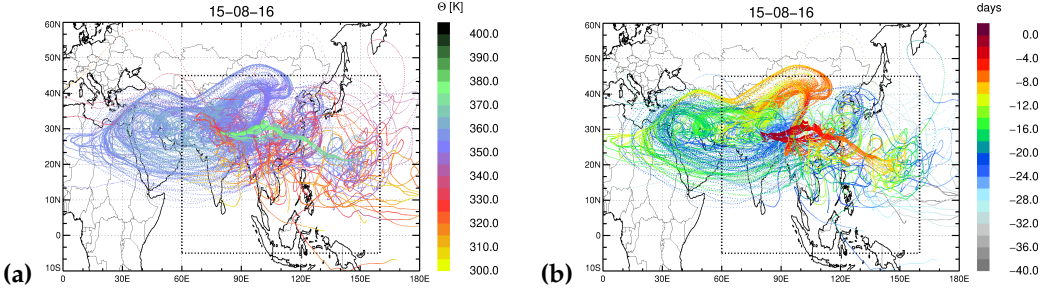 15-08-16
Θ [K]
60N
50N
40N
30N
20N
10N
0
10S
0 30E 60E 90E 120E 150E 180E
400.0
390.0
380.0
370.0
360.0
350.0
340.0
330.0
320.0
310.0
300.0
(a)
15-08-16
days
60N
50N
40N
30N
20N
10N
0
10S
0 30E 60E 90E 120E 150E 180E
0.0
-4.0
-8.0
-12.0
-16.0
-20.0
-24.0
-28.0
-32.0
-36.0
-40.0
(b)